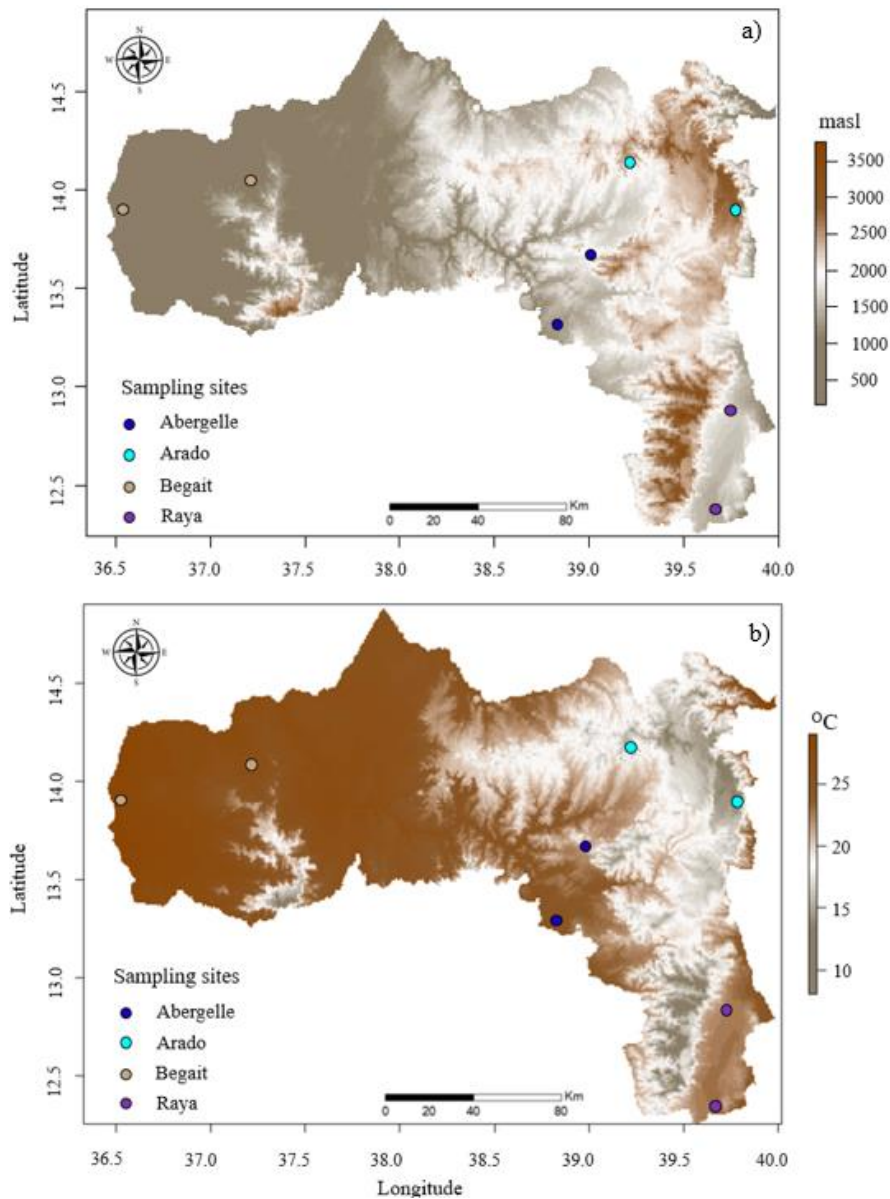 a)
N
W E
S
masl
3500
3000
2500
2000
1500
1000
500
Latitude
14.5
14.0
13.5
13.0
12.5
Sampling sites
Abergelle
Arado
Begait
Raya
Km
0 20 40 80
36.5 37.0 37.5 38.0 38.5 39.0 39.5 40.0
b)
N
W E
S
°C
25
20
15
10
Latitude
14.5
14.0
13.5
13.0
12.5
Sampling sites
Abergelle
Arado
Begait
Raya
Km
0 20 40 80
36.5 37.0 37.5 38.0 38.5 39.0 39.5 40.0
Longitude